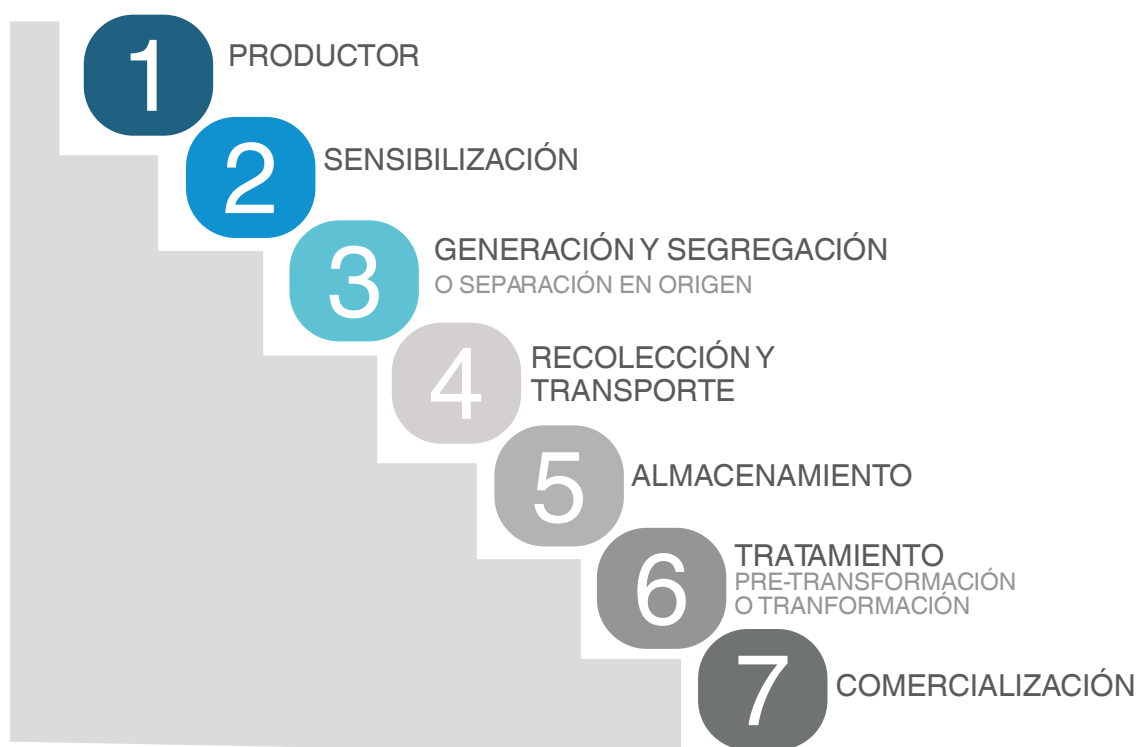 1
PRODUCTOR
2
SENSIBILIZACIÓN
3
GENERACIÓN Y SEGREGACIÓN
O SEPARACIÓN EN ORIGEN
4
RECOLECCIÓN Y
TRANSPORTE
5
ALMACENAMIENTO
6
TRATAMIENTO
PRE-TRANSFORMACIÓN
O TRANFORMACIÓN
7
COMERCIALIZACIÓN